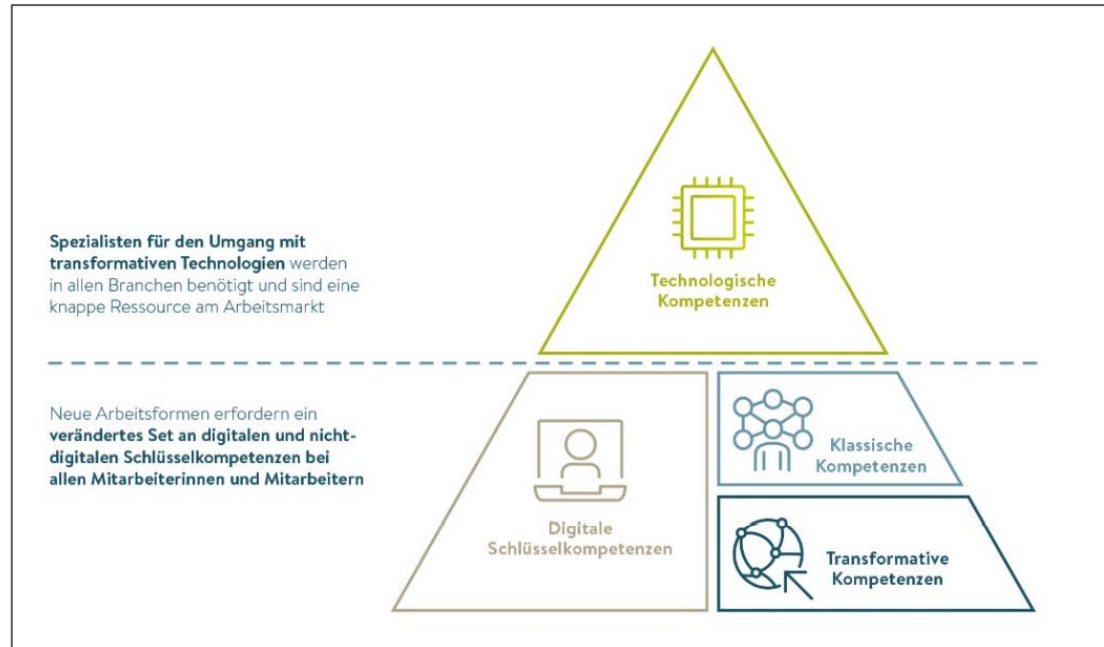 Spezialisten für den Umgang mit
transformativen Technologien werden
in allen Branchen benötigt und sind eine
knappe Ressource am Arbeitsmarkt
Technologische
Kompetenzen
Neue Arbeitsformen erfordern ein
verändertes Set an digitalen und nicht-
digitalen Schlüsselkompetenzen bei
allen Mitarbeiterinnen und Mitarbeitern
Digitale
Schlüsselkompetenzen
Klassische
Kompetenzen
Transformative
Kompetenzen